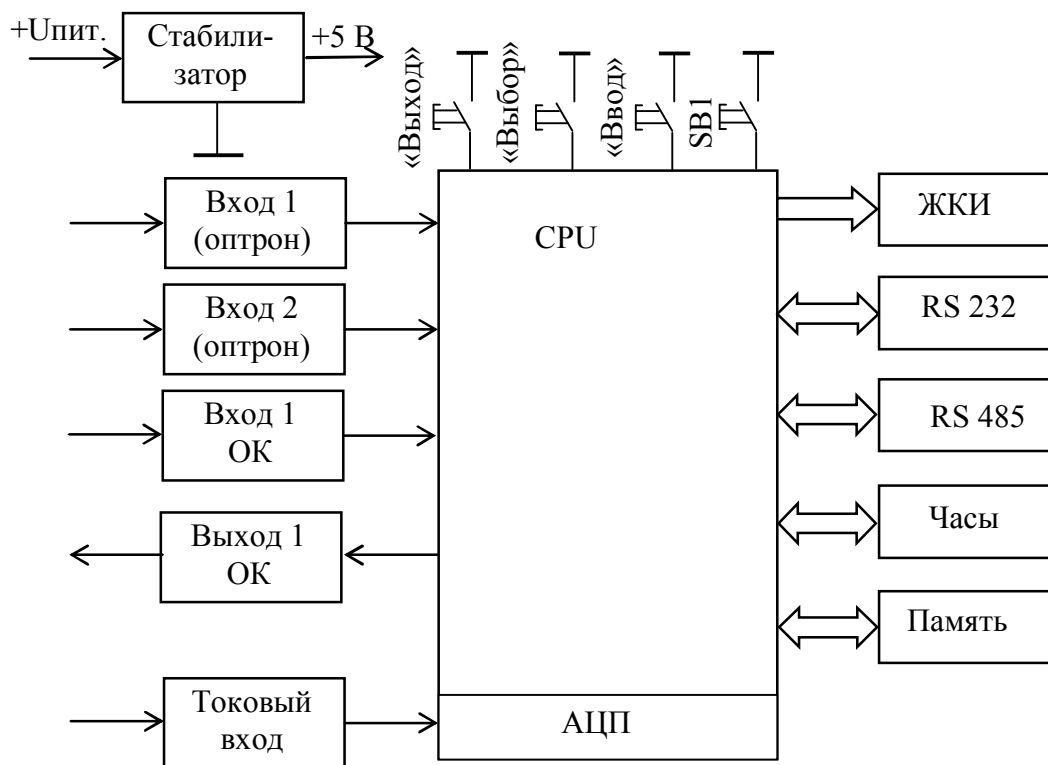 +Uпит.
Стабили-
затор
+5 В
«Выход»
«Выбор»
«Ввод»
SB1
Вход 1
(оптрон)
CPU
ЖКИ
Вход 2
(оптрон)
RS 232
Вход 1
ОК
RS 485
Выход 1
ОК
Часы
Память
Токовый
вход
АЦП